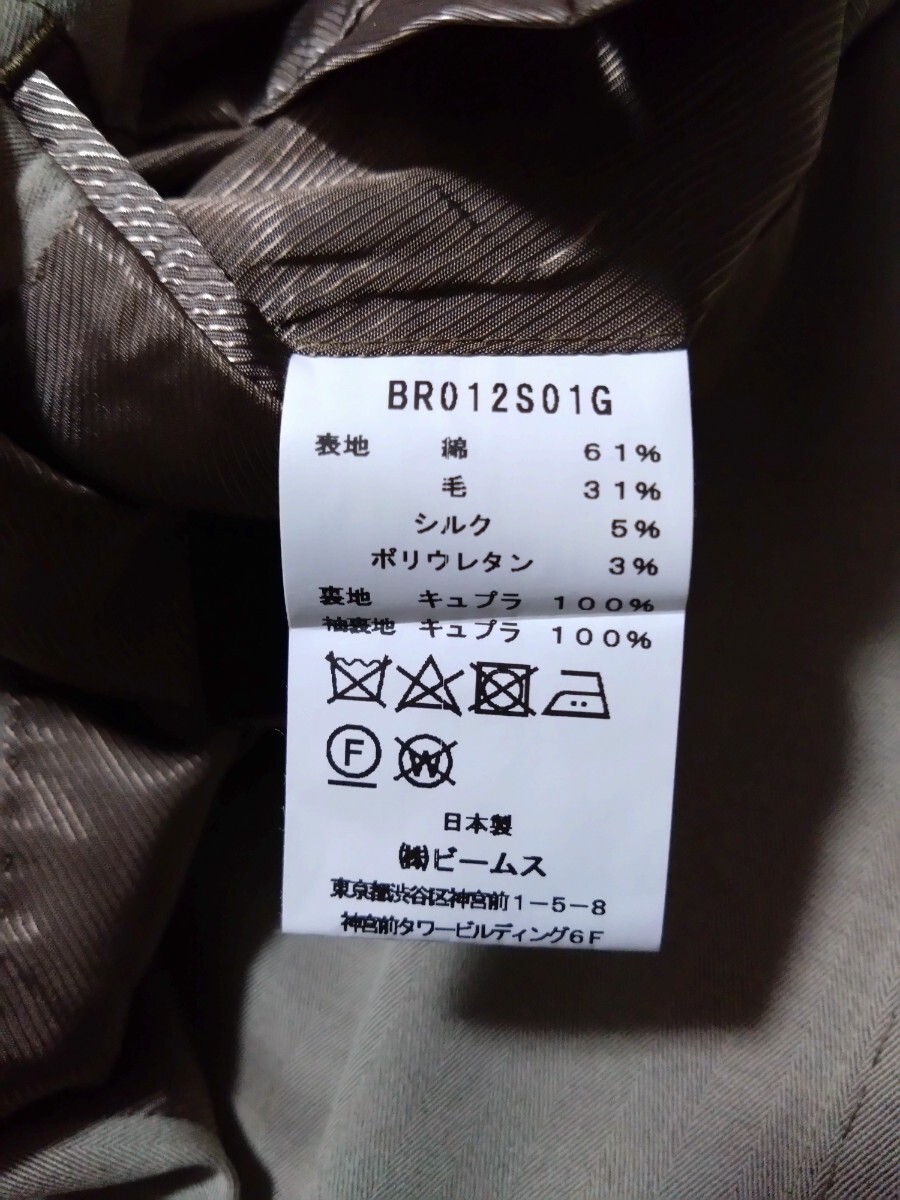 BR012S01G
表地 綿 61%
毛 31%
シルク 5%
ポリウレタン 3%
裏地 キュプラ 100%
袖裏地 キュプラ 100%
F W
日本製
㈱ビームス
東京都渋谷区神宮前1-5-8
神宮前タワービルディング6F